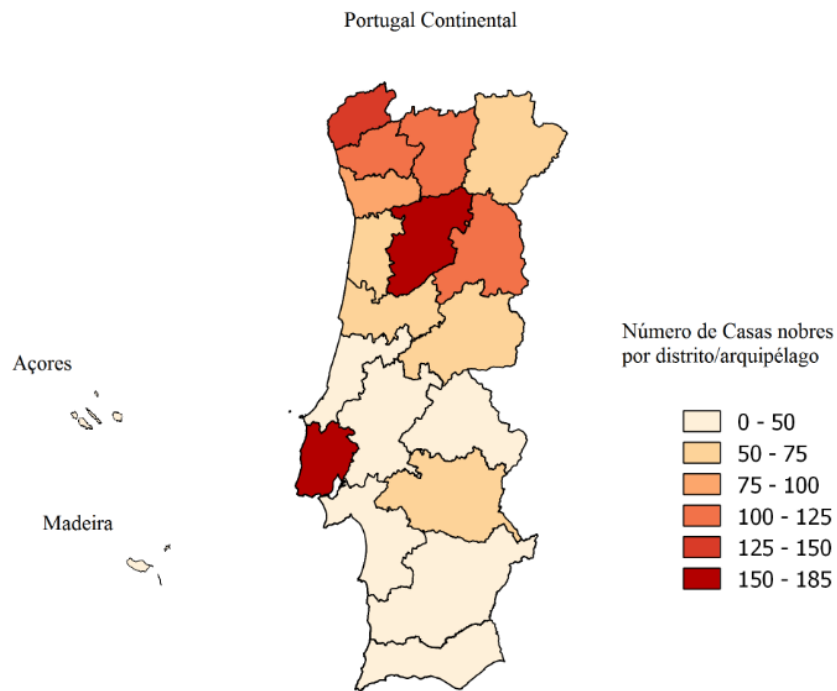 Portugal Continental
Açores
Madeira
Número de Casas nobres
por distrito/arquipélago
0 - 50
50 - 75
75 - 100
100 - 125
125 - 150
150 - 185